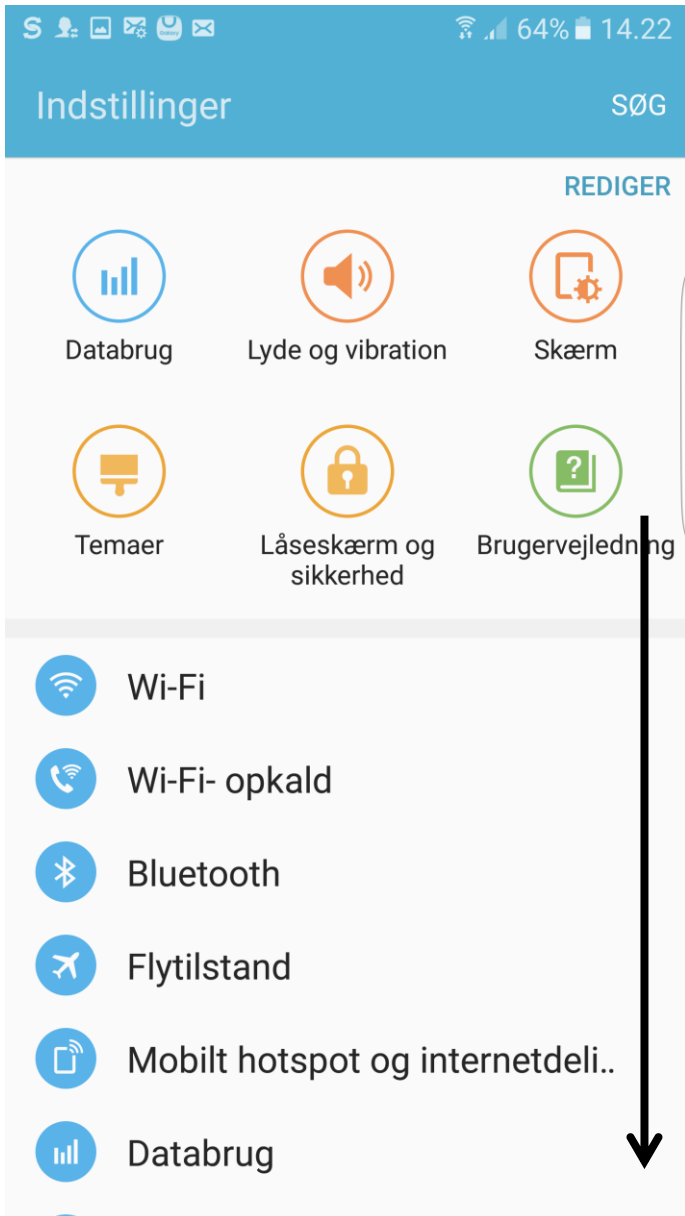 64% 14.22
Indstillinger SØG
REDIGER
Databrug Lyde og vibration Skærm
Temaer Låseskærm og sikkerhed Brugervejledning
Wi-Fi
Wi-Fi- opkald
Bluetooth
Flytilstand
Mobilt hotspot og internetdeli..
Databrug